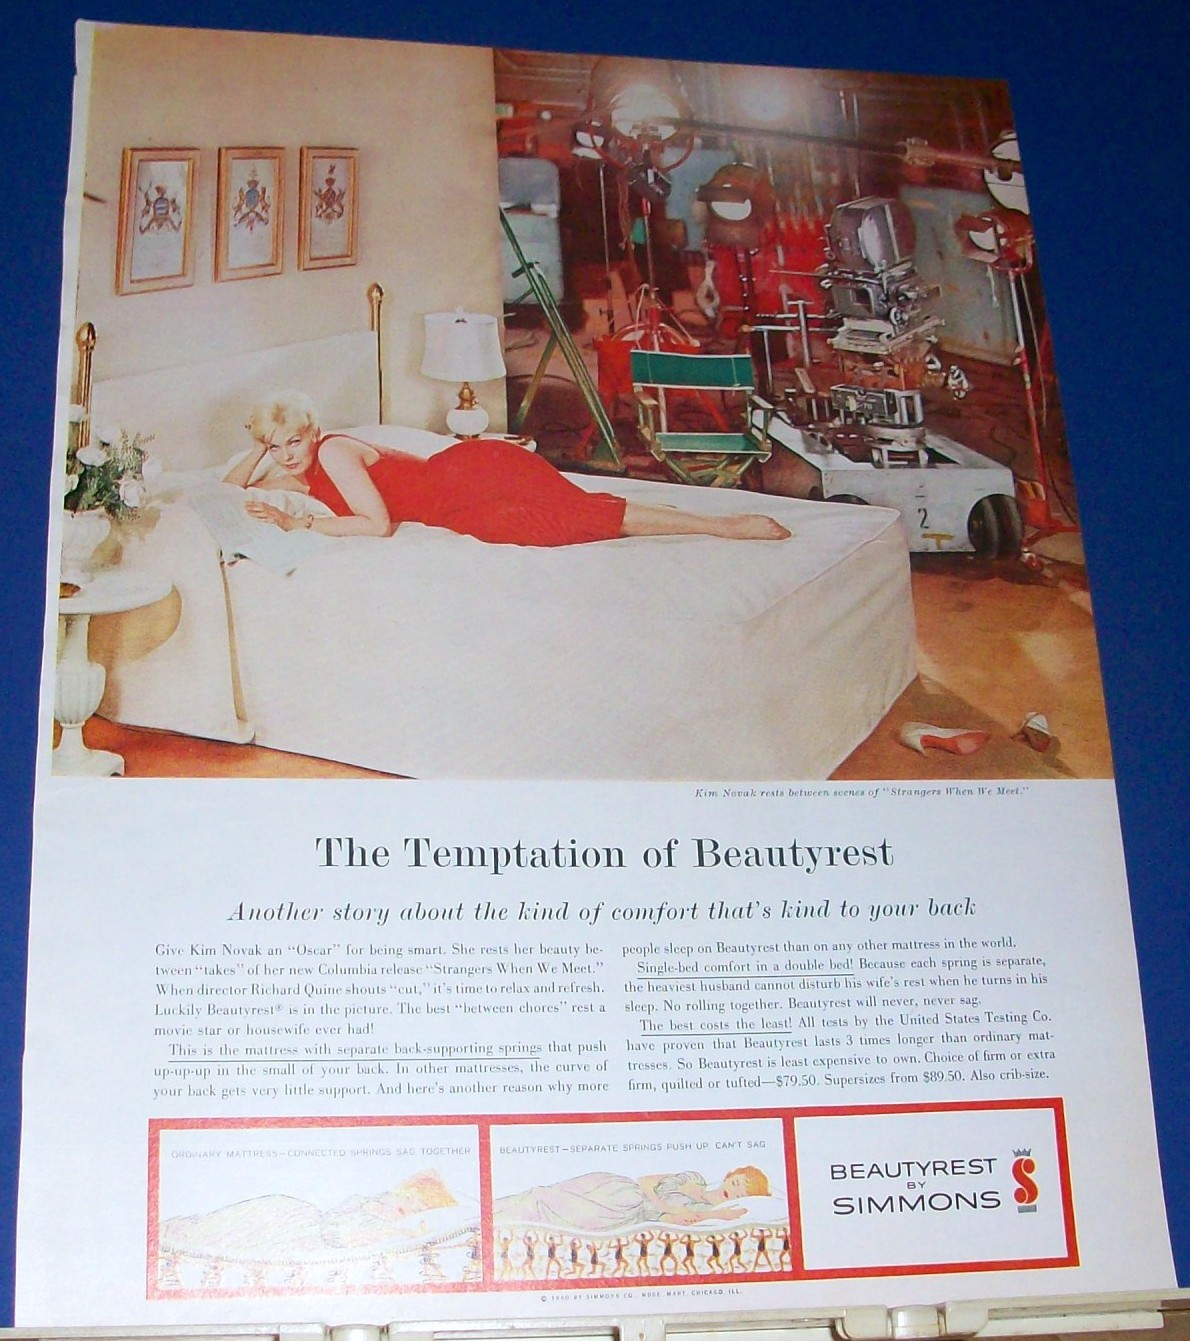 2
Kim Novak rests between scenes of "Strangers When We Meet."
The Temptation of Beautyrest
Another story about the kind of comfort that's kind to your back
Give Kim Novak an "Oscar" for being smart. She rests her beauty be-
tween "takes" of her new Columbia release "Strangers When We Meet."
When director Richard Quine shouts "cut," it's time to relax and refresh.
Luckily Beautyrest® is in the picture. The best "between chores" rest a
movie star or housewife ever had!
This is the mattress with separate back-supporting springs that push
up-up-up in the small of your back. In other mattresses, the curve of
your back gets very little support. And here's another reason why more
people sleep on Beautyrest than on any other mattress in the world.
Single-bed comfort in a double bed! Because each spring is separate,
the heaviest husband cannot disturb his wife's rest when he turns in his
sleep. No rolling together. Beautyrest will never, never sag.
The best costs the least! All tests by the United States Testing Co.
have proven that Beautyrest lasts 3 times longer than ordinary mat-
tresses. So Beautyrest is least expensive to own. Choice of firm or extra
firm, quilted or tufted—$79.50. Supersizes from $89.50. Also crib-size.
ORDINARY MATTRESS—CONNECTED SPRINGS SAG TOGETHER
BEAUTYREST—SEPARATE SPRINGS PUSH UP, CAN'T SAG
BEAUTYREST
BY
SIMMONS
© 1960 BY SIMMONS CO. MDSE. MART, CHICAGO, ILL.